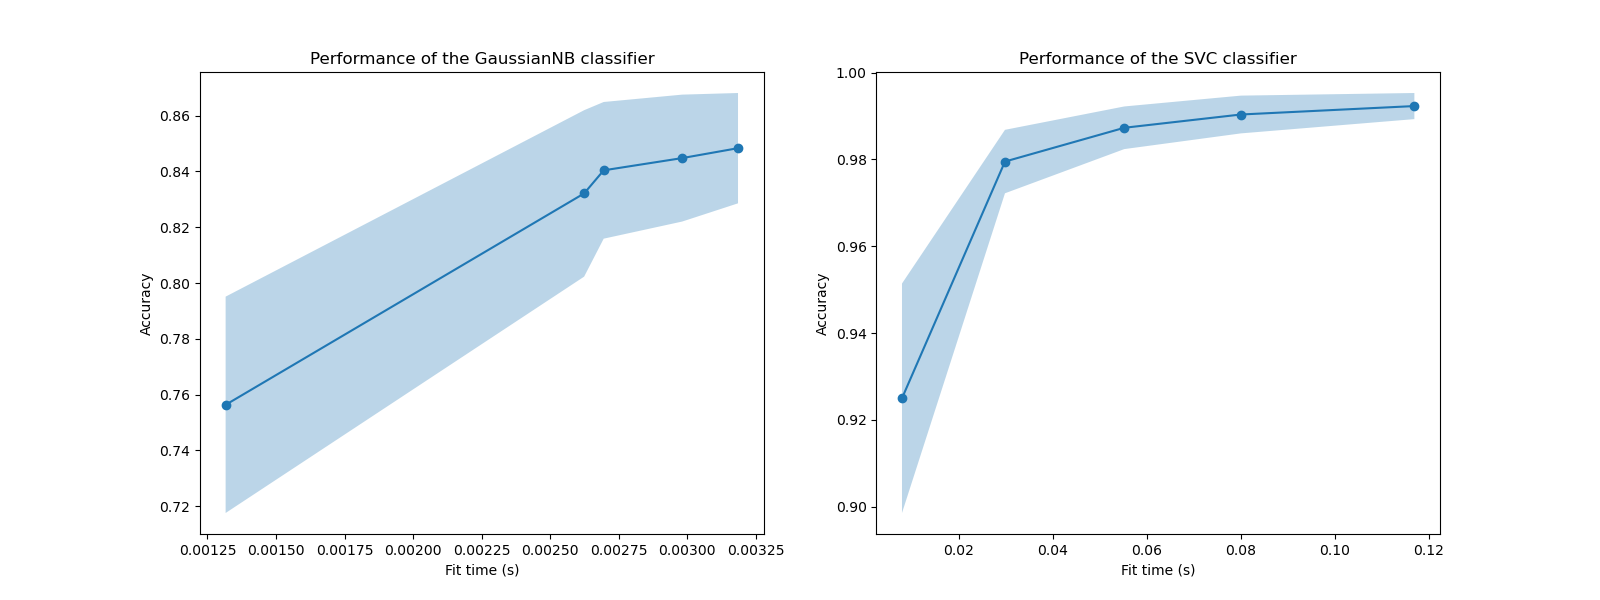 Performance of the GaussianNB classifier
0.86
0.84
0.82
0.80
0.78
0.76
0.74
0.72
Accuracy
0.00125 0.00150 0.00175 0.00200 0.00225 0.00250 0.00275 0.00300 0.00325
Fit time (s)
Performance of the SVC classifier
1.00
0.98
0.96
0.94
0.92
0.90
Accuracy
0.02 0.04 0.06 0.08 0.10 0.12
Fit time (s)